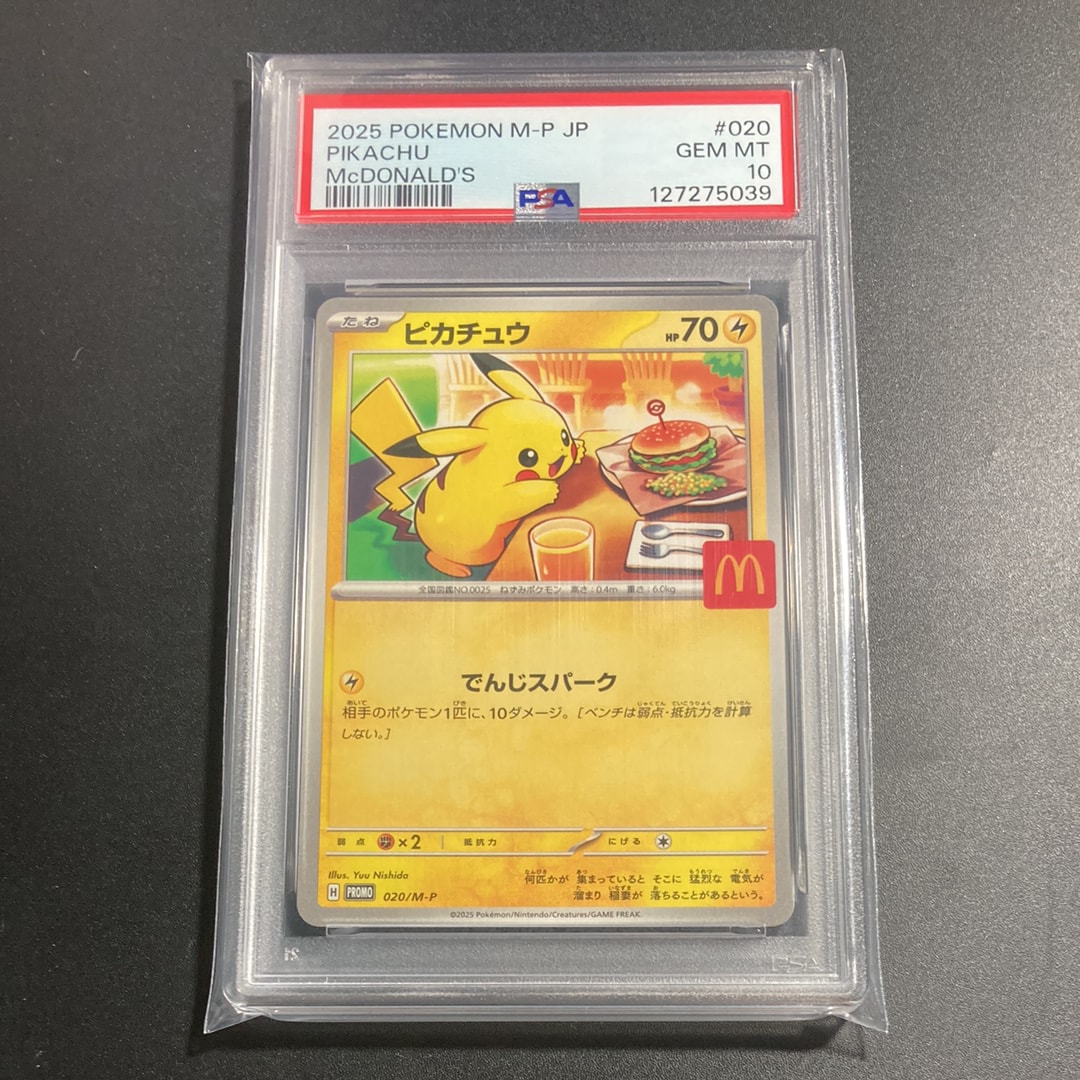 2025 POKEMON M-P JP #020
PIKACHU GEM MT
McDONALD'S 10
PSA 127275039
たね ピカチュウ HP70
全国図鑑NO.0025 ねずみポケモン 高さ:0.4m 重さ:6.0kg
でんじスパーク
相手のポケモン1匹に、10ダメージ。[ベンチは弱点・抵抗力を計算
しない。]
弱点 ×2 抵抗力 にげる
Illus. Yuu Nishida
何匹かが 集まっていると そこに 猛烈な 電気が
溜まり 稲妻が 落ちることがあるという。
H PROMO 020/M-P
©2025 Pokémon/Nintendo/Creatures/GAME FREAK.
PSA